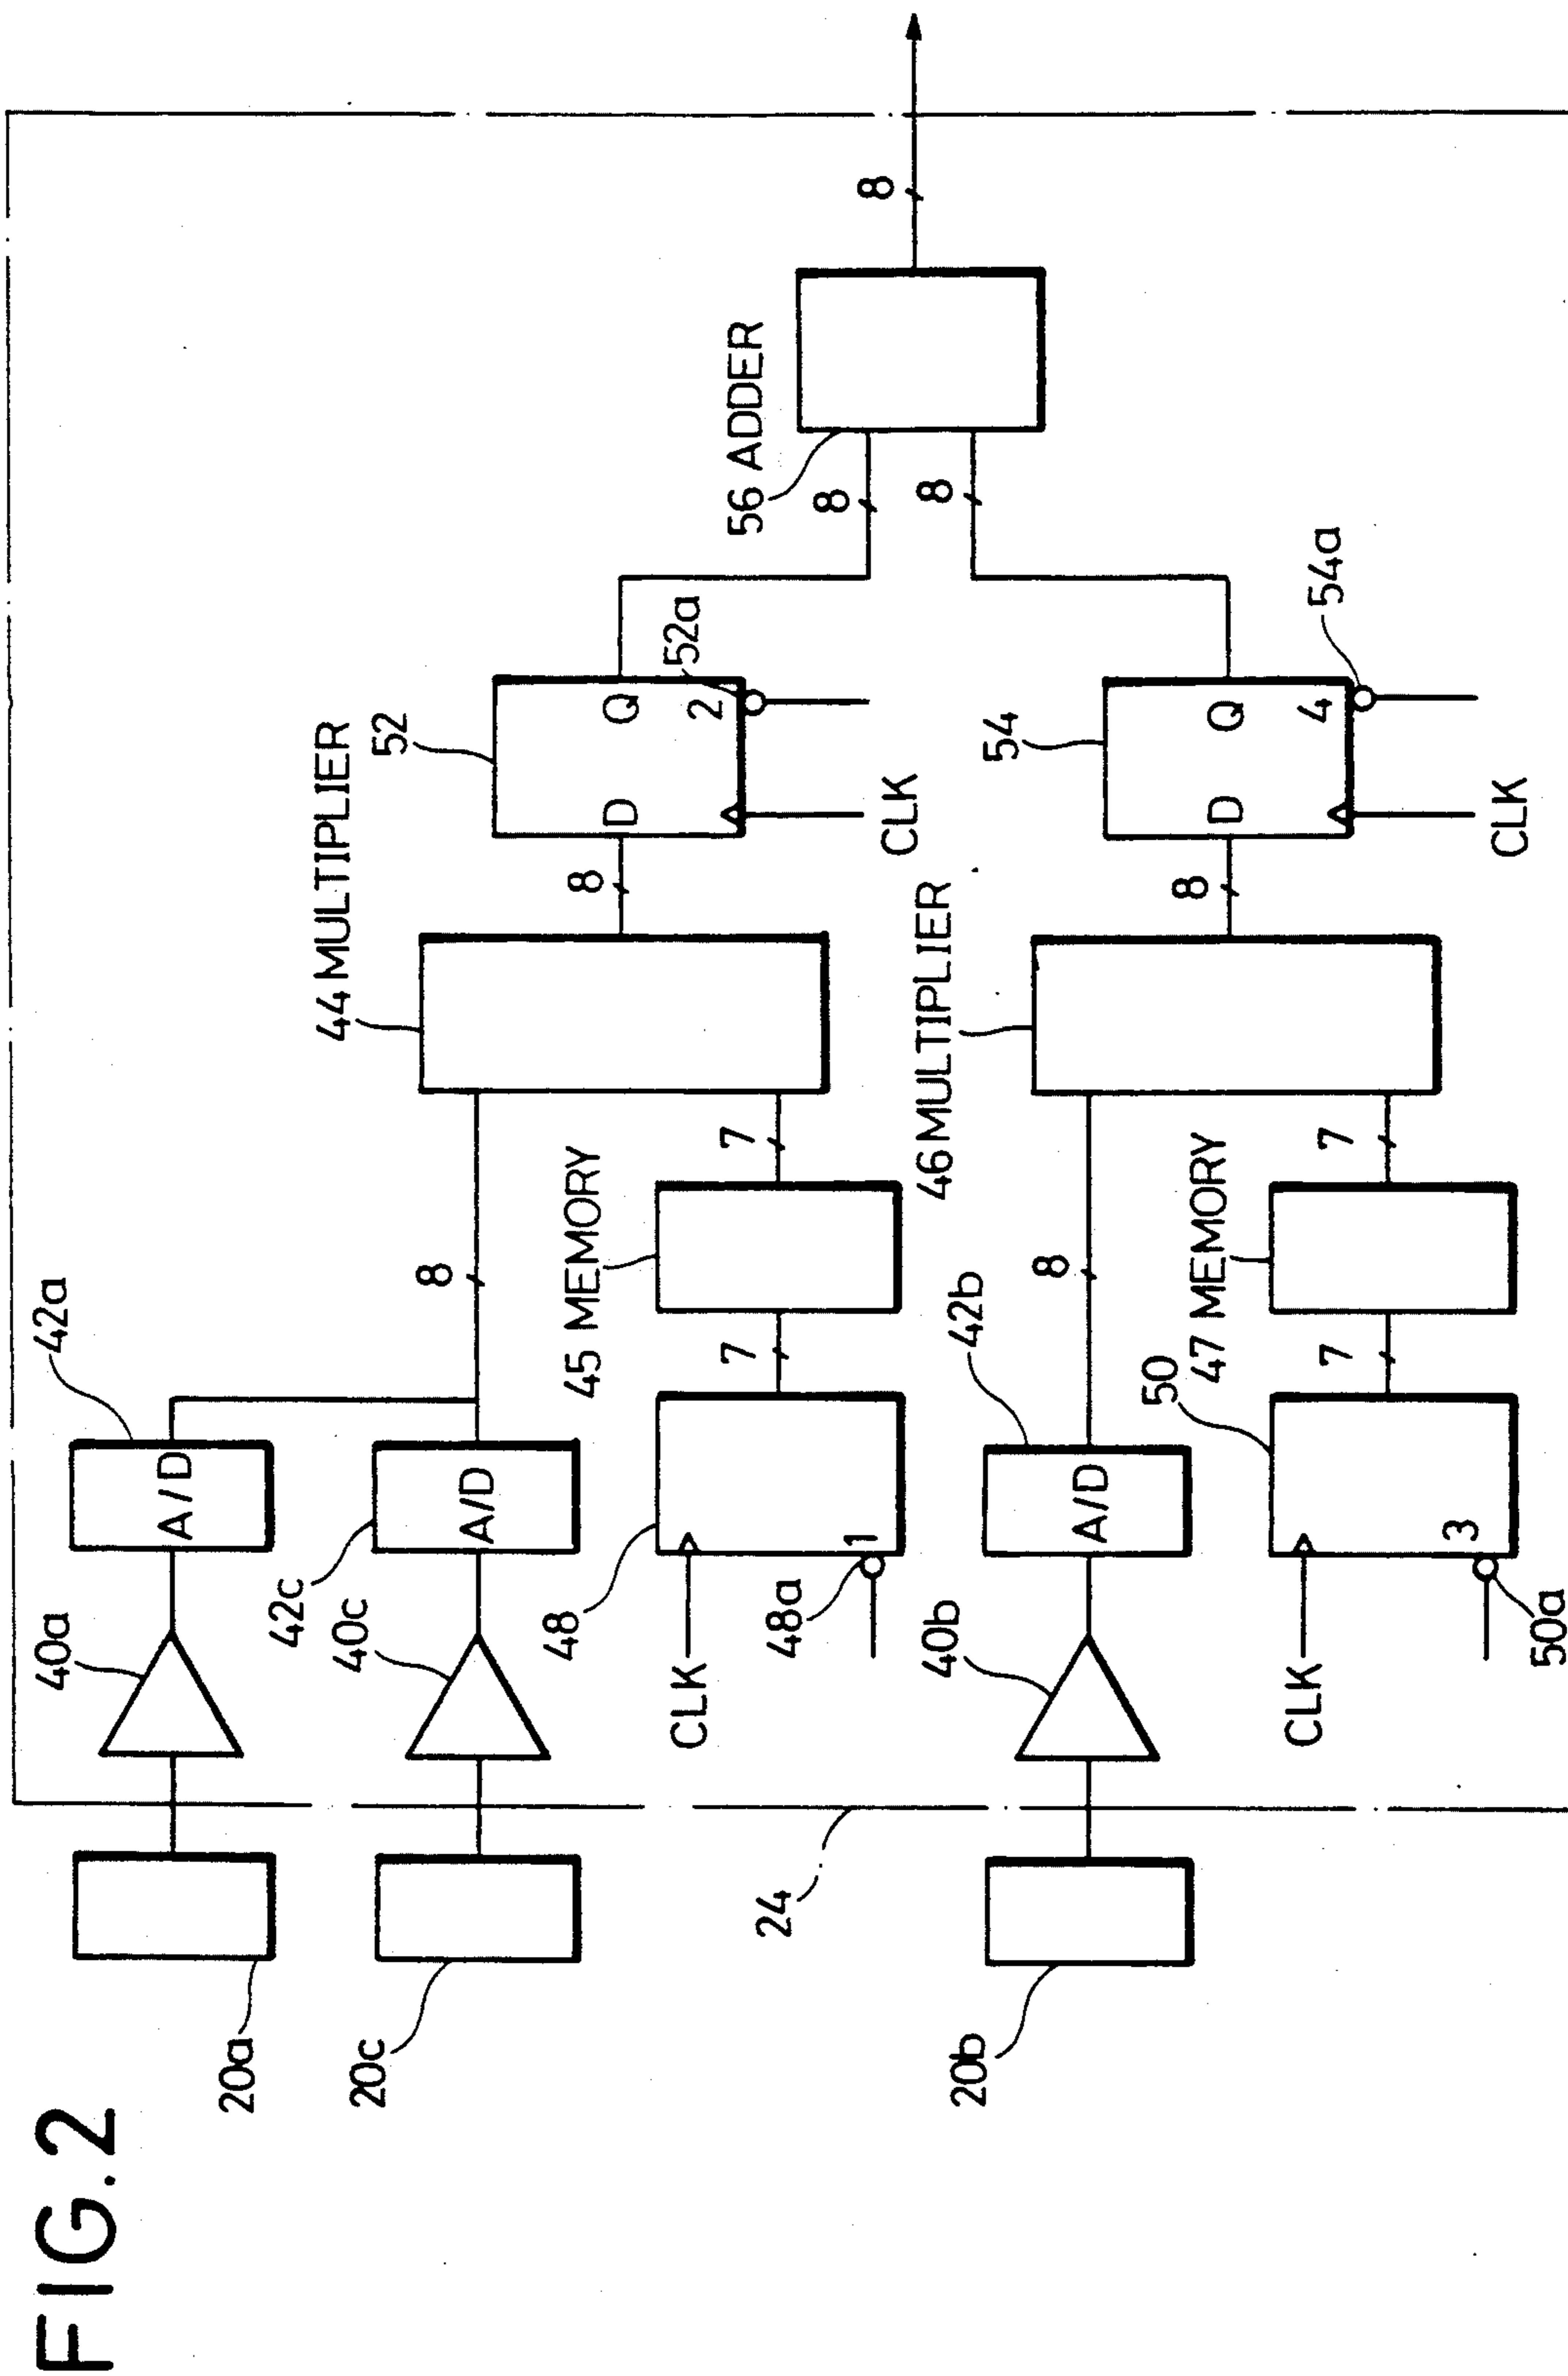 FIG.2
20a
40a
42a
A/D
20c
40c
42c
A/D
8
44 MULTIPLIER
8
52
D
Q
2
52a
CLK
48
CLK
48a
1
7
45 MEMORY
7
56 ADDER
8
8
8
24
20b
40b
42b
A/D
8
46 MULTIPLIER
8
54
D
Q
4
54a
CLK
50
CLK
50a
3
7
47 MEMORY
7